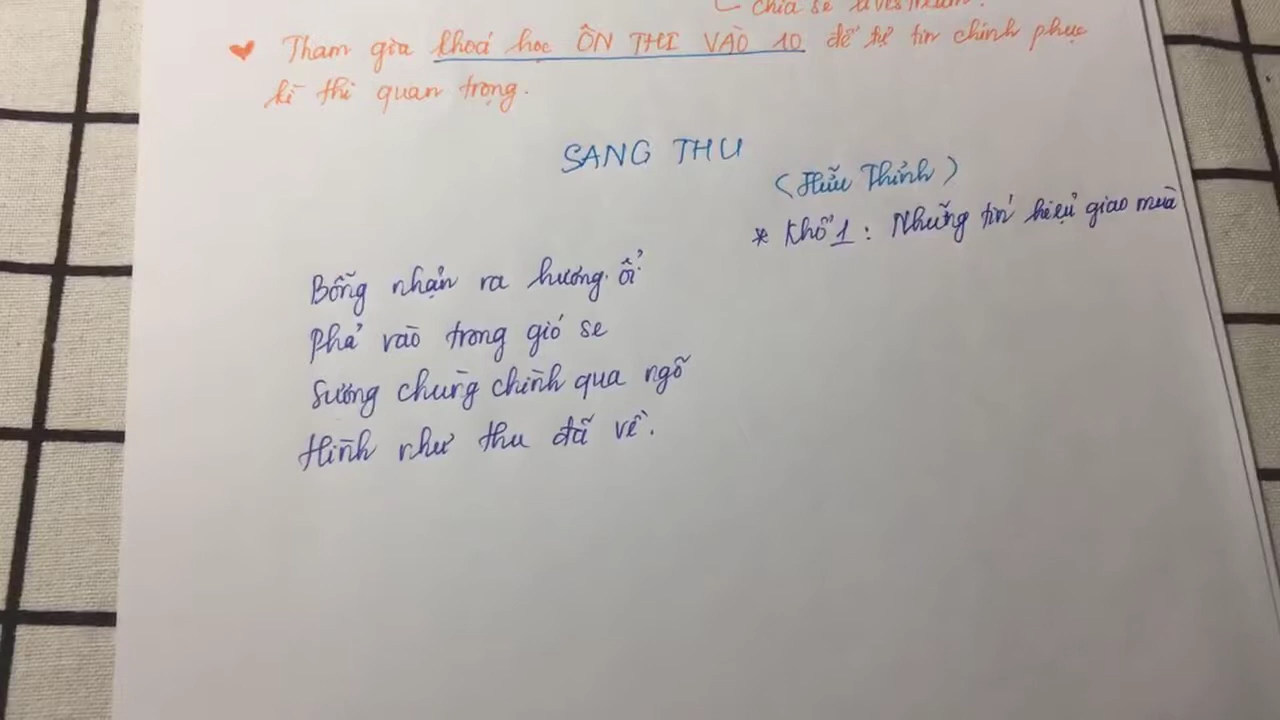 chia sẻ
Tham gia khoá học ÔN THI VÀO 10 để tự tin chinh phục
kì thi quan trọng.
SANG THU
(Hữu Thỉnh)
* Khổ 1: Những tín hiệu giao mùa
Bỗng nhận ra hương ổi
Phả vào trong gió se
Sương chùng chình qua ngõ
Hình như thu đã về.